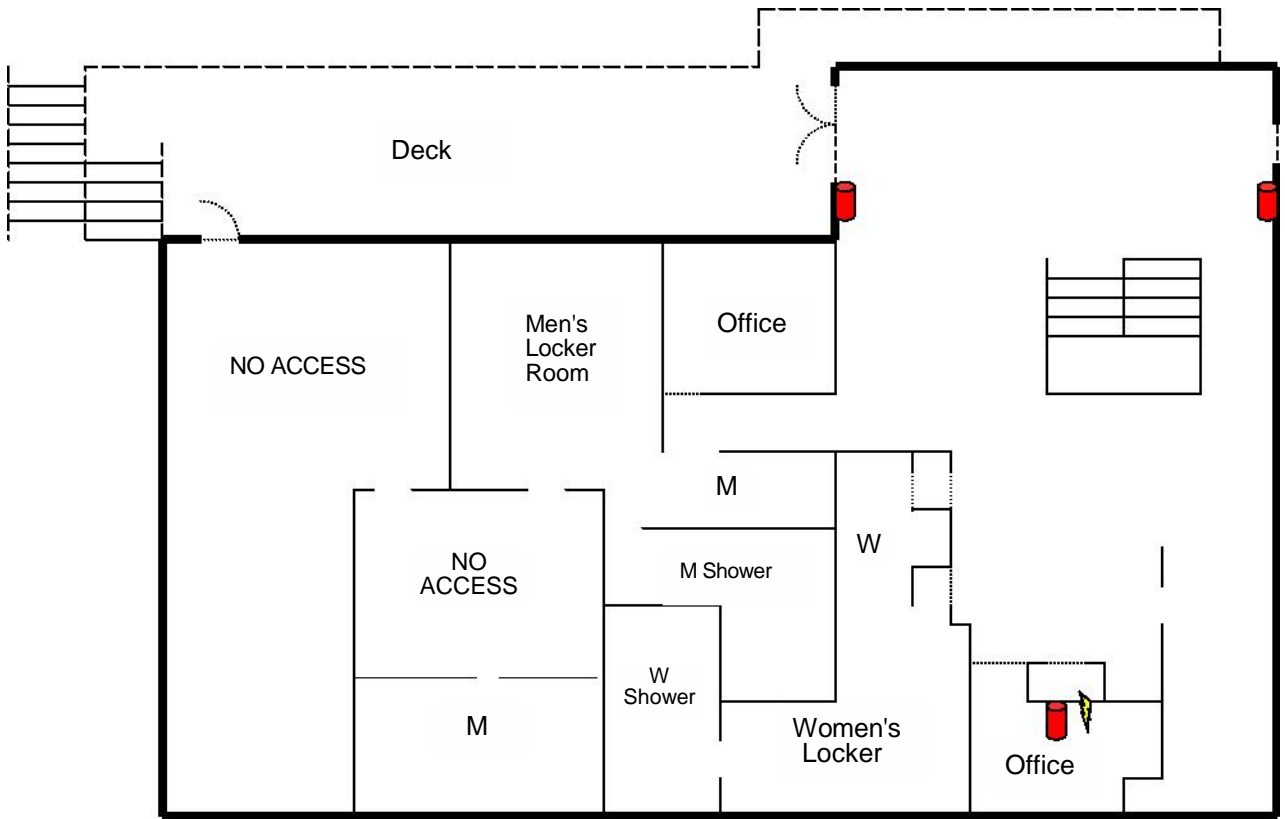 Deck
NO ACCESS
Men's
Locker
Room
Office
M
NO
ACCESS
M Shower
W
W
Shower
M
Women's
Locker
Office